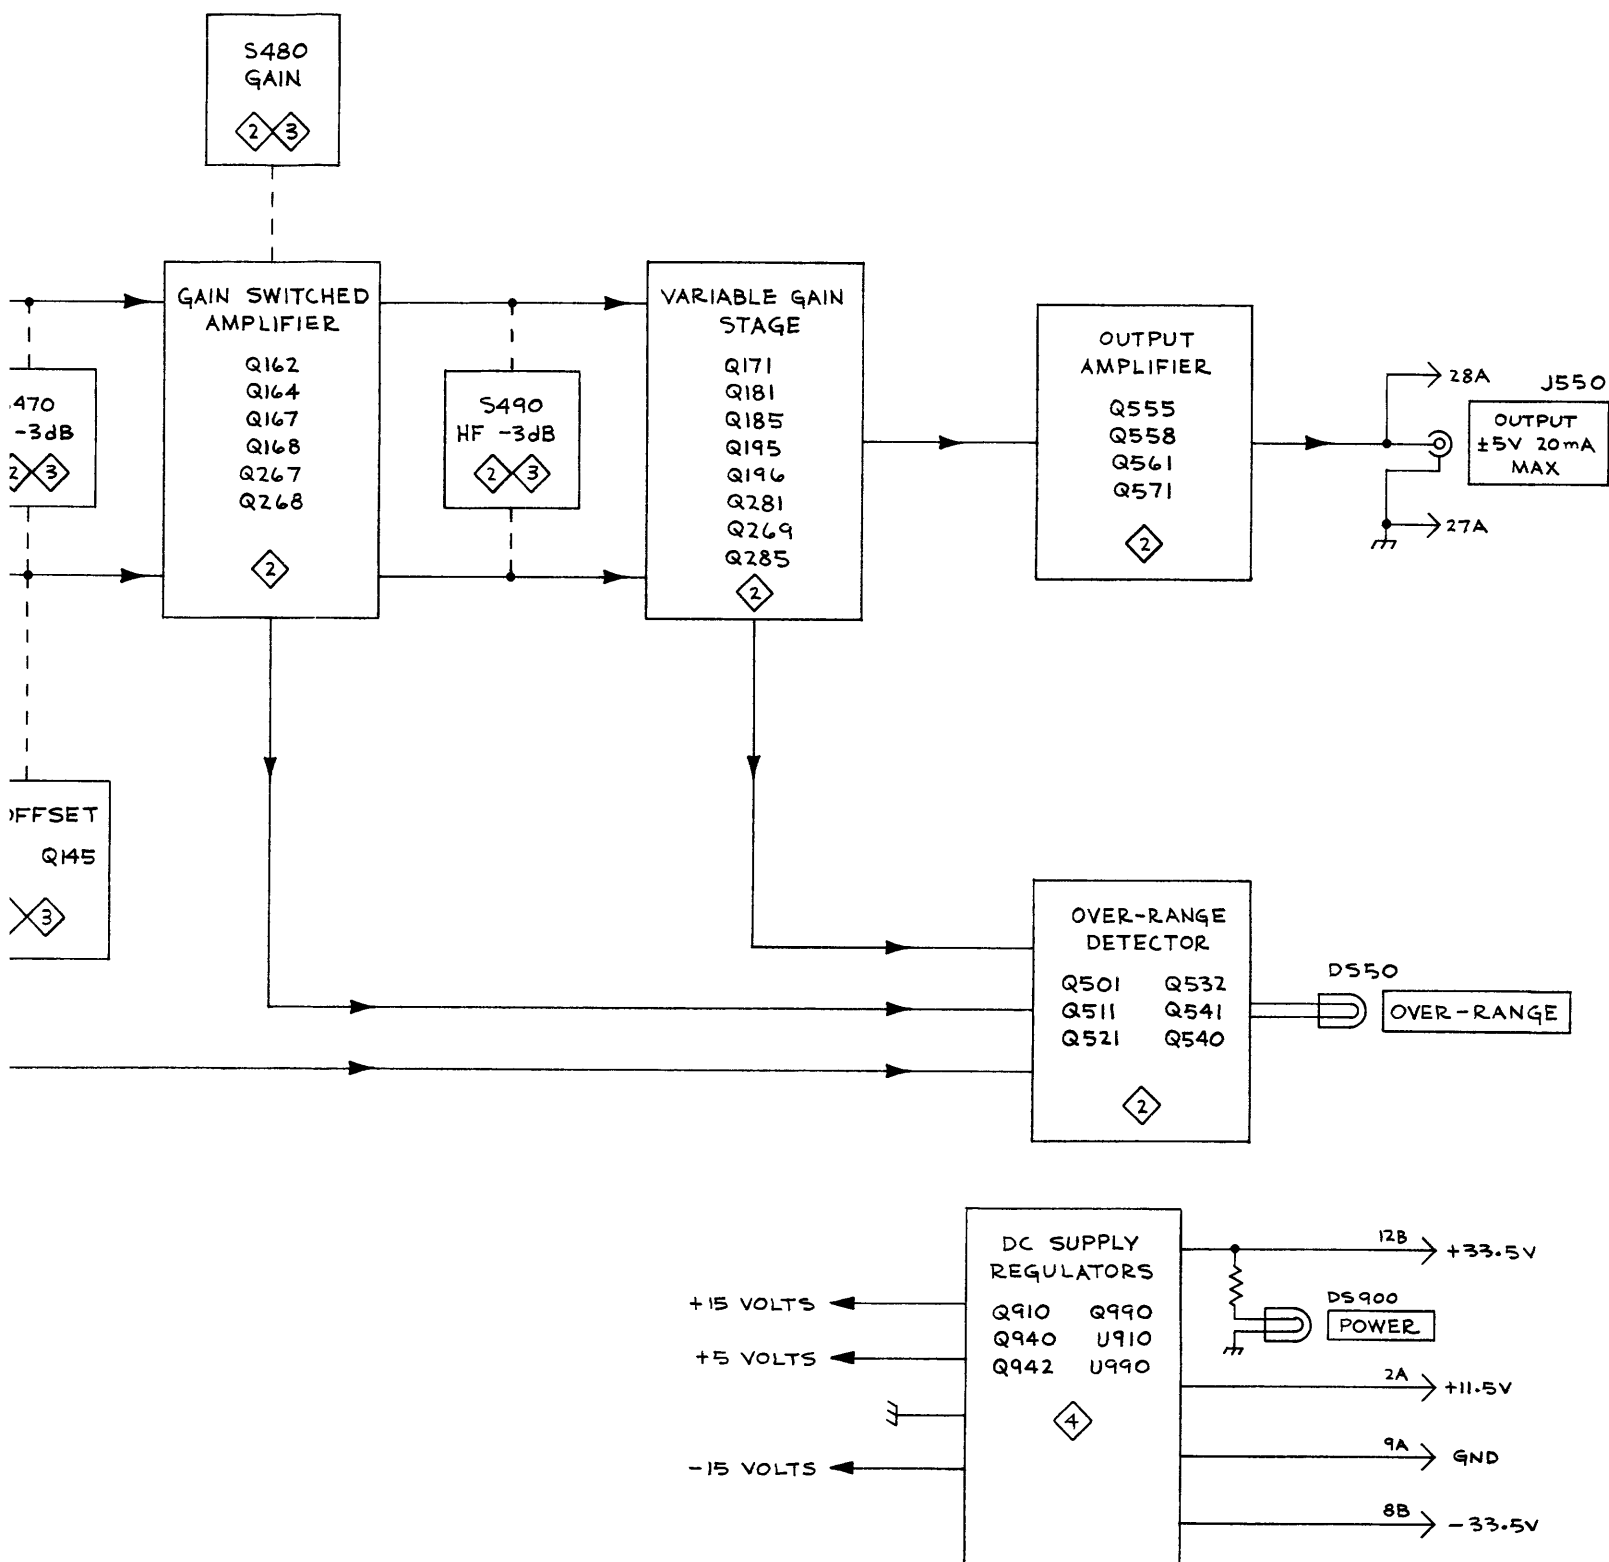 S480
GAIN
2 3
GAIN SWITCHED
AMPLIFIER
Q162
Q164
Q167
Q168
Q267
Q268
2
470
-3dB
2 3
S490
HF -3dB
2 3
VARIABLE GAIN
STAGE
Q171
Q181
Q185
Q195
Q196
Q281
Q269
Q285
2
OUTPUT
AMPLIFIER
Q555
Q558
Q561
Q571
2
28A
J550
OUTPUT
±5V 20mA
MAX
27A
OFFSET
Q145
3
OVER-RANGE
DETECTOR
Q501 Q532
Q511 Q541
Q521 Q540
2
DS50
OVER-RANGE
DC SUPPLY
REGULATORS
Q910 Q990
Q940 U910
Q942 U990
4
+15 VOLTS
+5 VOLTS
-15 VOLTS
12B +33.5V
DS900
POWER
2A +11.5V
9A GND
8B -33.5V